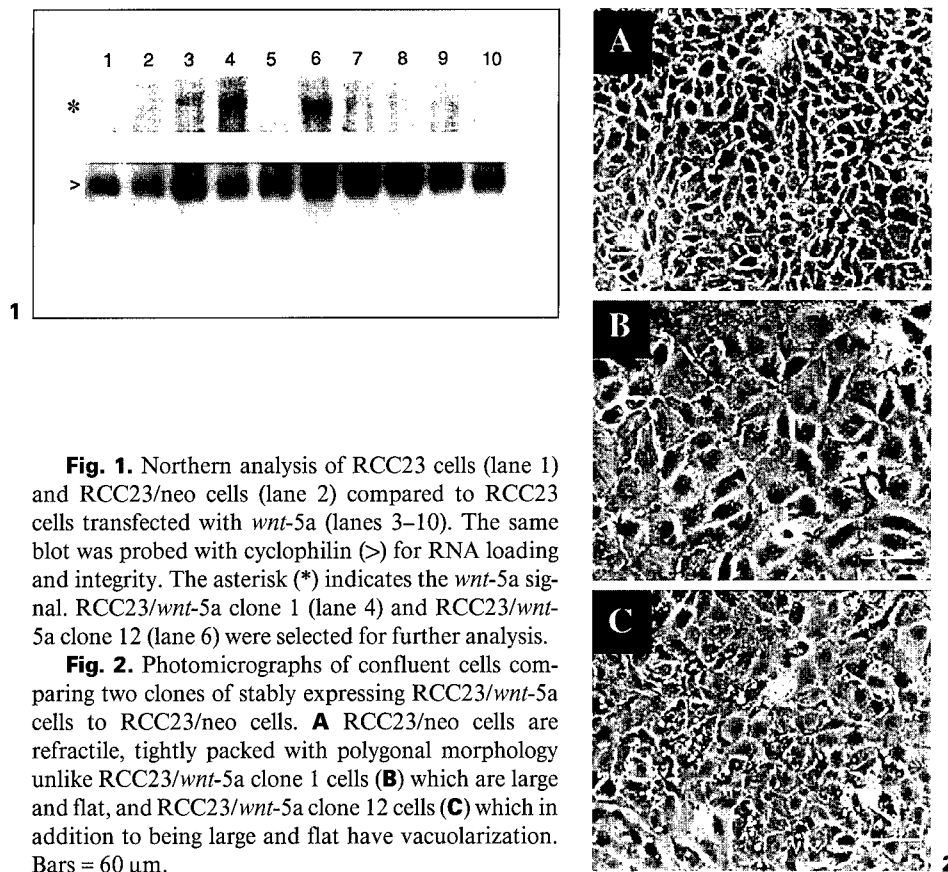 1 2 3 4 5 6 7 8 9 10
*
>
1
A
B
C
2
Fig. 1. Northern analysis of RCC23 cells (lane 1)
and RCC23/neo cells (lane 2) compared to RCC23
cells transfected with wnt-5a (lanes 3–10). The same
blot was probed with cyclophilin (>) for RNA loading
and integrity. The asterisk (*) indicates the wnt-5a sig-
nal. RCC23/wnt-5a clone 1 (lane 4) and RCC23/wnt-
5a clone 12 (lane 6) were selected for further analysis.
Fig. 2. Photomicrographs of confluent cells com-
paring two clones of stably expressing RCC23/wnt-5a
cells to RCC23/neo cells. A RCC23/neo cells are
refractile, tightly packed with polygonal morphology
unlike RCC23/wnt-5a clone 1 cells (B) which are large
and flat, and RCC23/wnt-5a clone 12 cells (C) which in
addition to being large and flat have vacuolarization.
Bars = 60 μm.